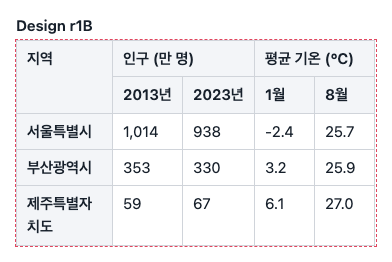 Design r1B
지역 인구 (만 명) 평균 기온 (℃)
2013년 2023년 1월 8월
서울특별시 1,014 938 -2.4 25.7
부산광역시 353 330 3.2 25.9
제주특별자 59 67 6.1 27.0
치도